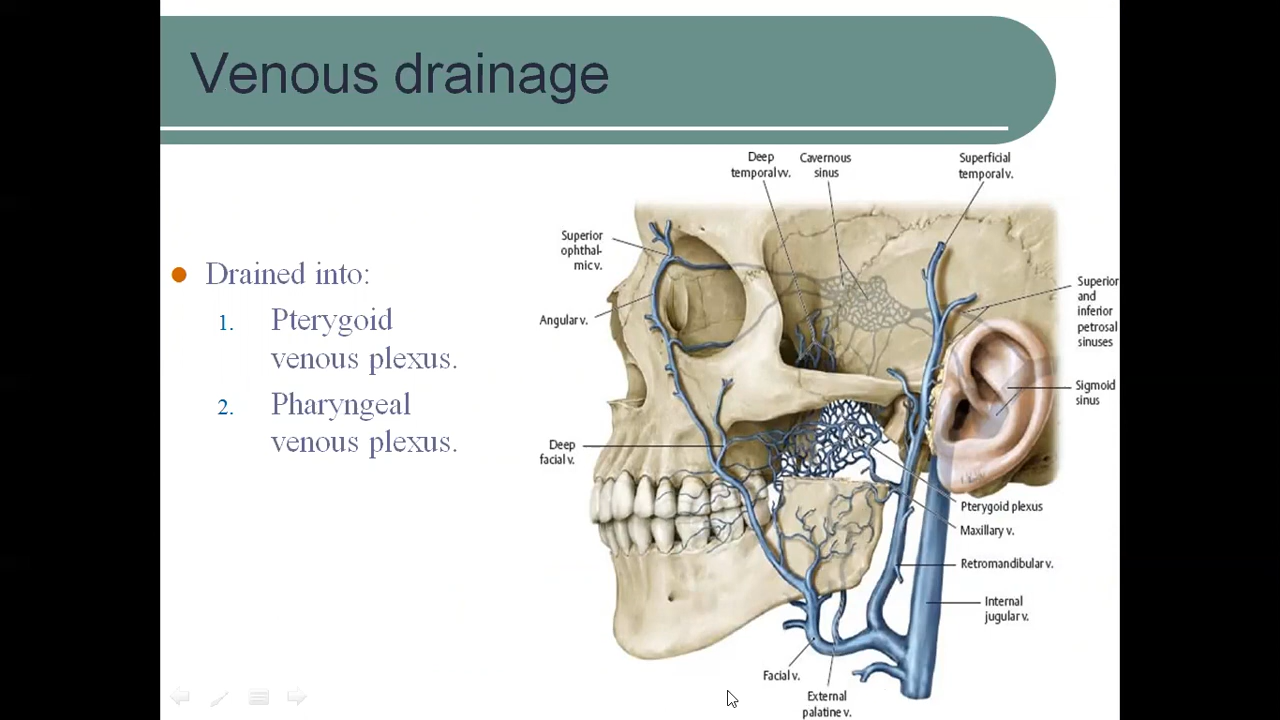 Venous drainage
Drained into:
1. Pterygoid
venous plexus.
2. Pharyngeal
venous plexus.
Deep
temporal vv.
Cavernous
sinus
Superficial
temporal v.
Superior
ophthal-
mic v.
Angular v.
Deep
facial v.
Superior
and
inferior
petrosal
sinuses
Sigmoid
sinus
Pterygoid plexus
Maxillary v.
Retromandibular v.
Internal
jugular v.
Facial v.
External
palatine v.